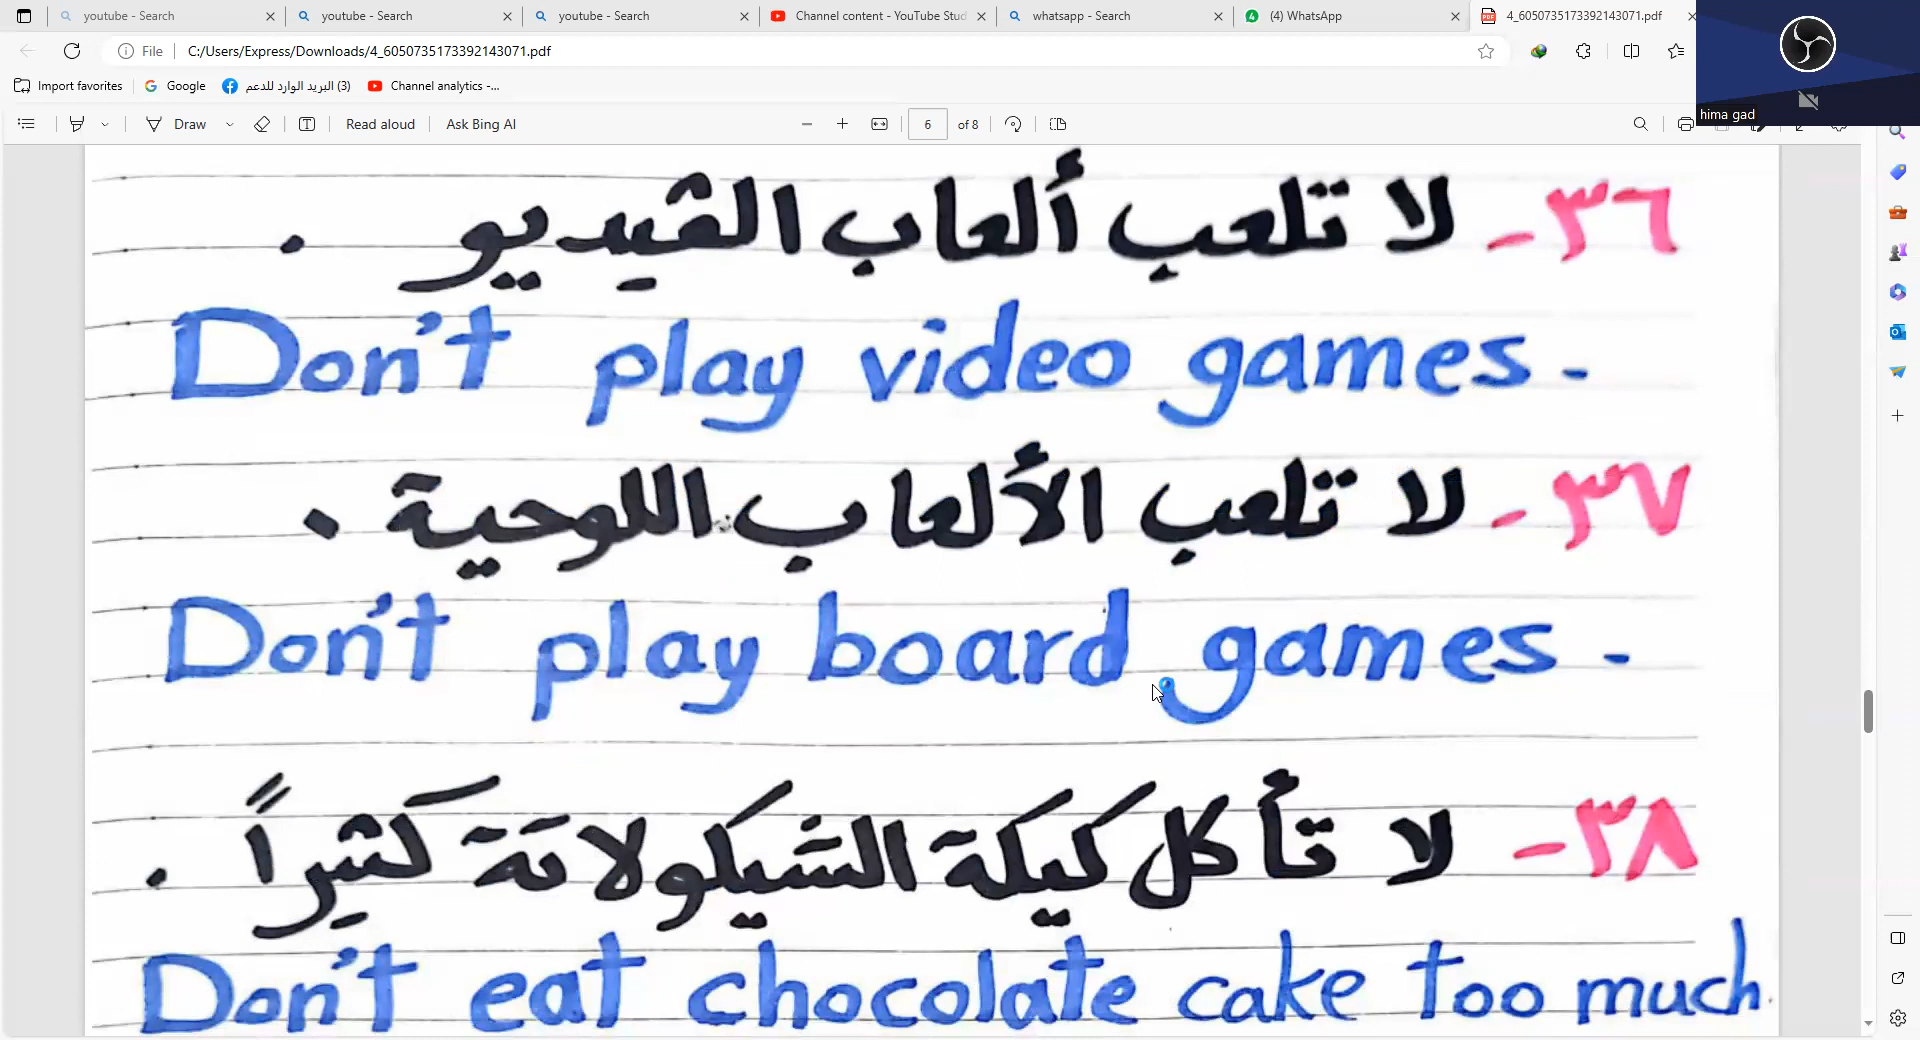 youtube - Search
youtube - Search
youtube - Search
Channel content - YouTube Stud
whatsapp - Search
(4) WhatsApp
4_6050735173392143071.pdf
File
C:/Users/Express/Downloads/4_6050735173392143071.pdf
Import favorites
Google
(3) البريد الوارد للدعم
Channel analytics -...
hima gad
Draw
Read aloud
Ask Bing AI
6
of 8
٣٦- لا تلعب ألعاب الڤيديو .
Don't play video games -
٣٧- لا تلعب الألعاب اللوحية .
Don't play board games -
٣٨- لا تأكل كيكة الشيكولاتة كثيراً .
Don't eat chocolate cake too much.